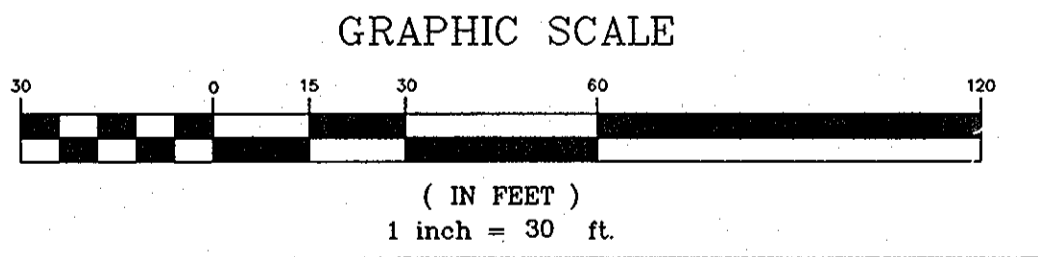 GRAPHIC SCALE
30 0 15 30 60 120
( IN FEET )
1 inch = 30 ft.